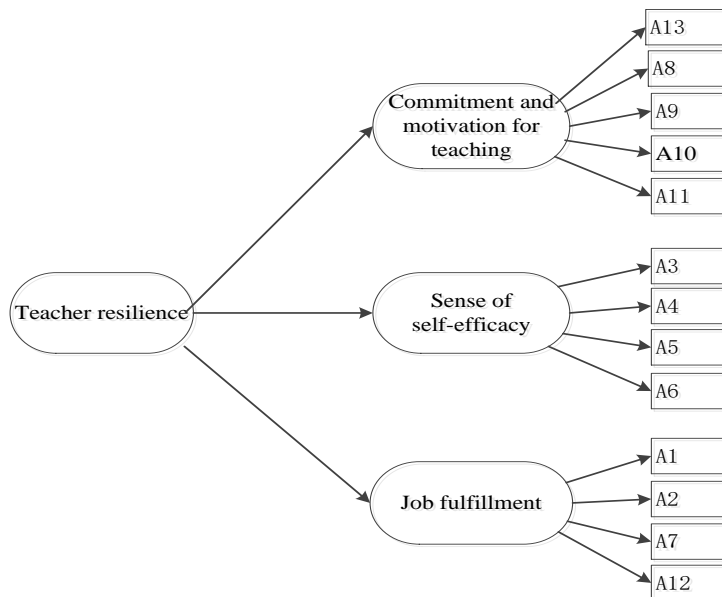 Teacher resilience
Commitment and
motivation for
teaching
A13
A8
A9
A10
A11
Sense of
self-efficacy
A3
A4
A5
A6
Job fulfillment
A1
A2
A7
A12